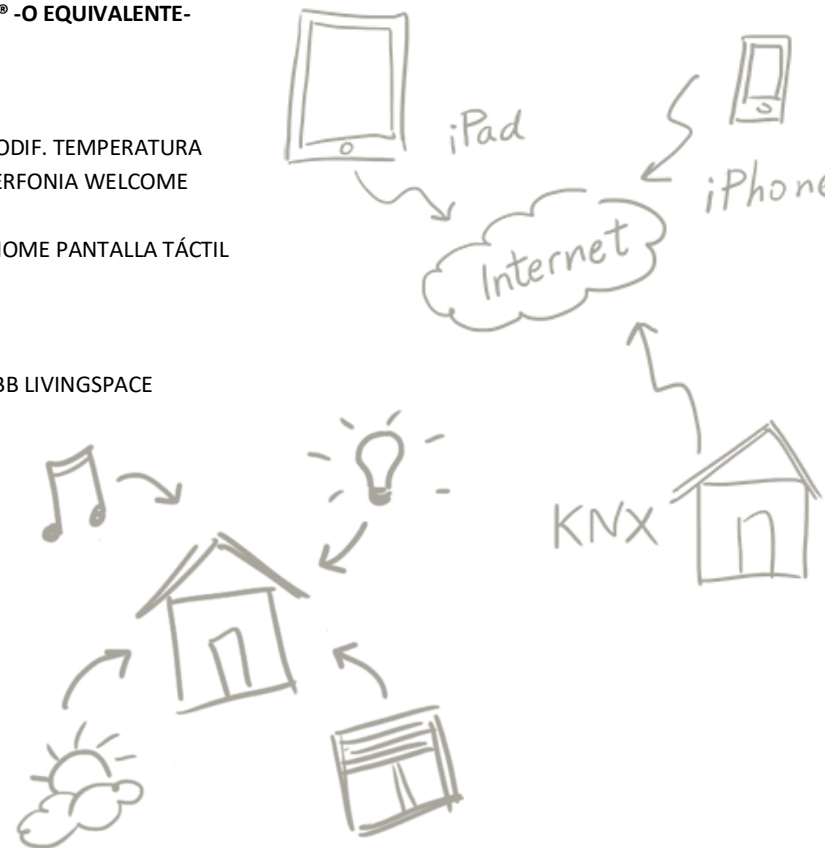 ® -O EQUIVALENTE-
ODIF. TEMPERATURA
ERFONIA WELCOME
HOME PANTALLA TÁCTIL
BB LIVINGSPACE
iPad
iPhone
Internet
KNX